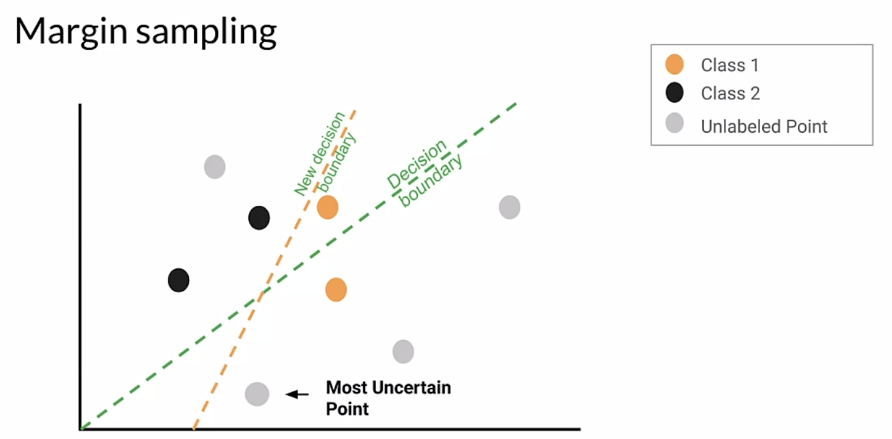 Margin sampling
Class 1
Class 2
Unlabeled Point
New decision
boundary
Decision
boundary
Most Uncertain
Point